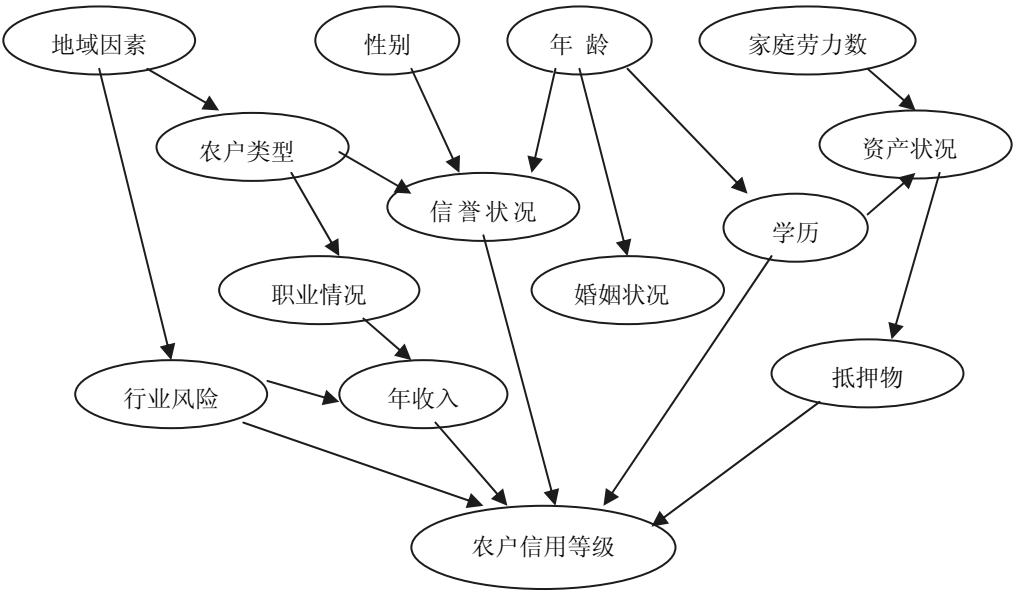 地域因素
性别
年 龄
家庭劳力数
农户类型
资产状况
信誉状况
学历
职业情况
婚姻状况
行业风险
年收入
抵押物
农户信用等级